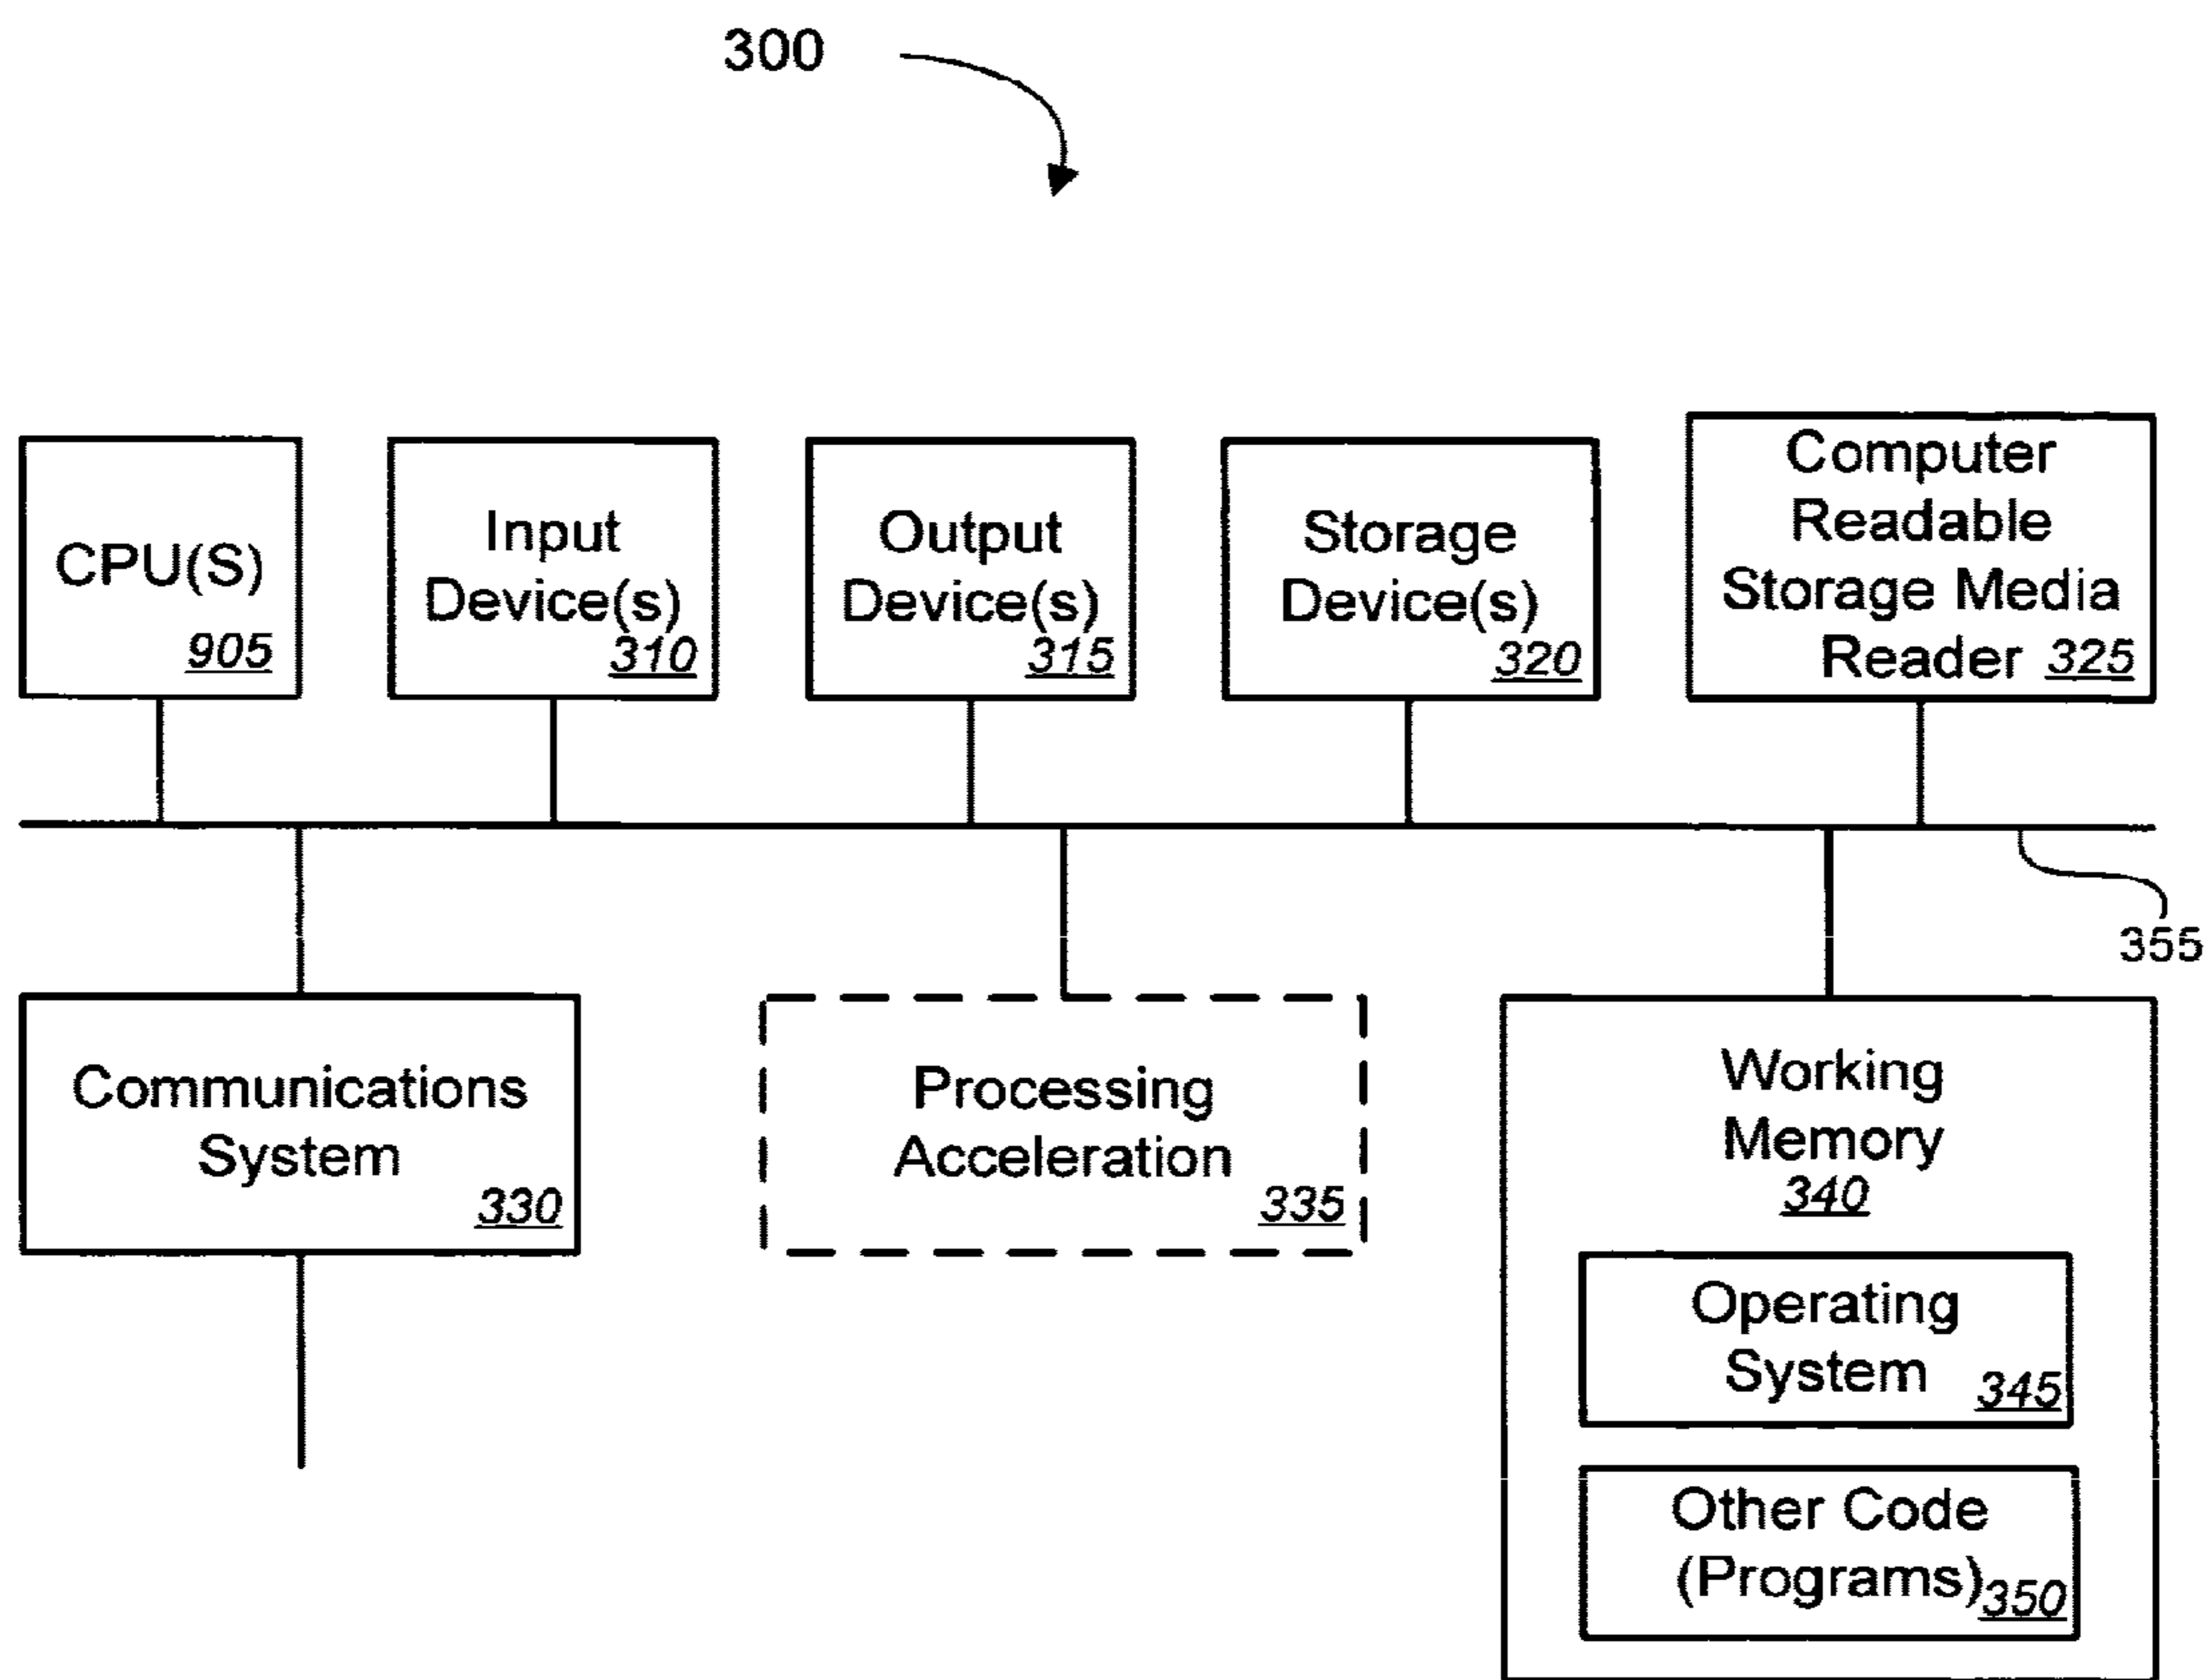 300
CPU(S)
905
Input
Device(s)
310
Output
Device(s)
315
Storage
Device(s)
320
Computer
Readable
Storage Media
Reader 325
355
Communications
System
330
Processing
Acceleration
335
Working
Memory
340
Operating
System
345
Other Code
(Programs)
350